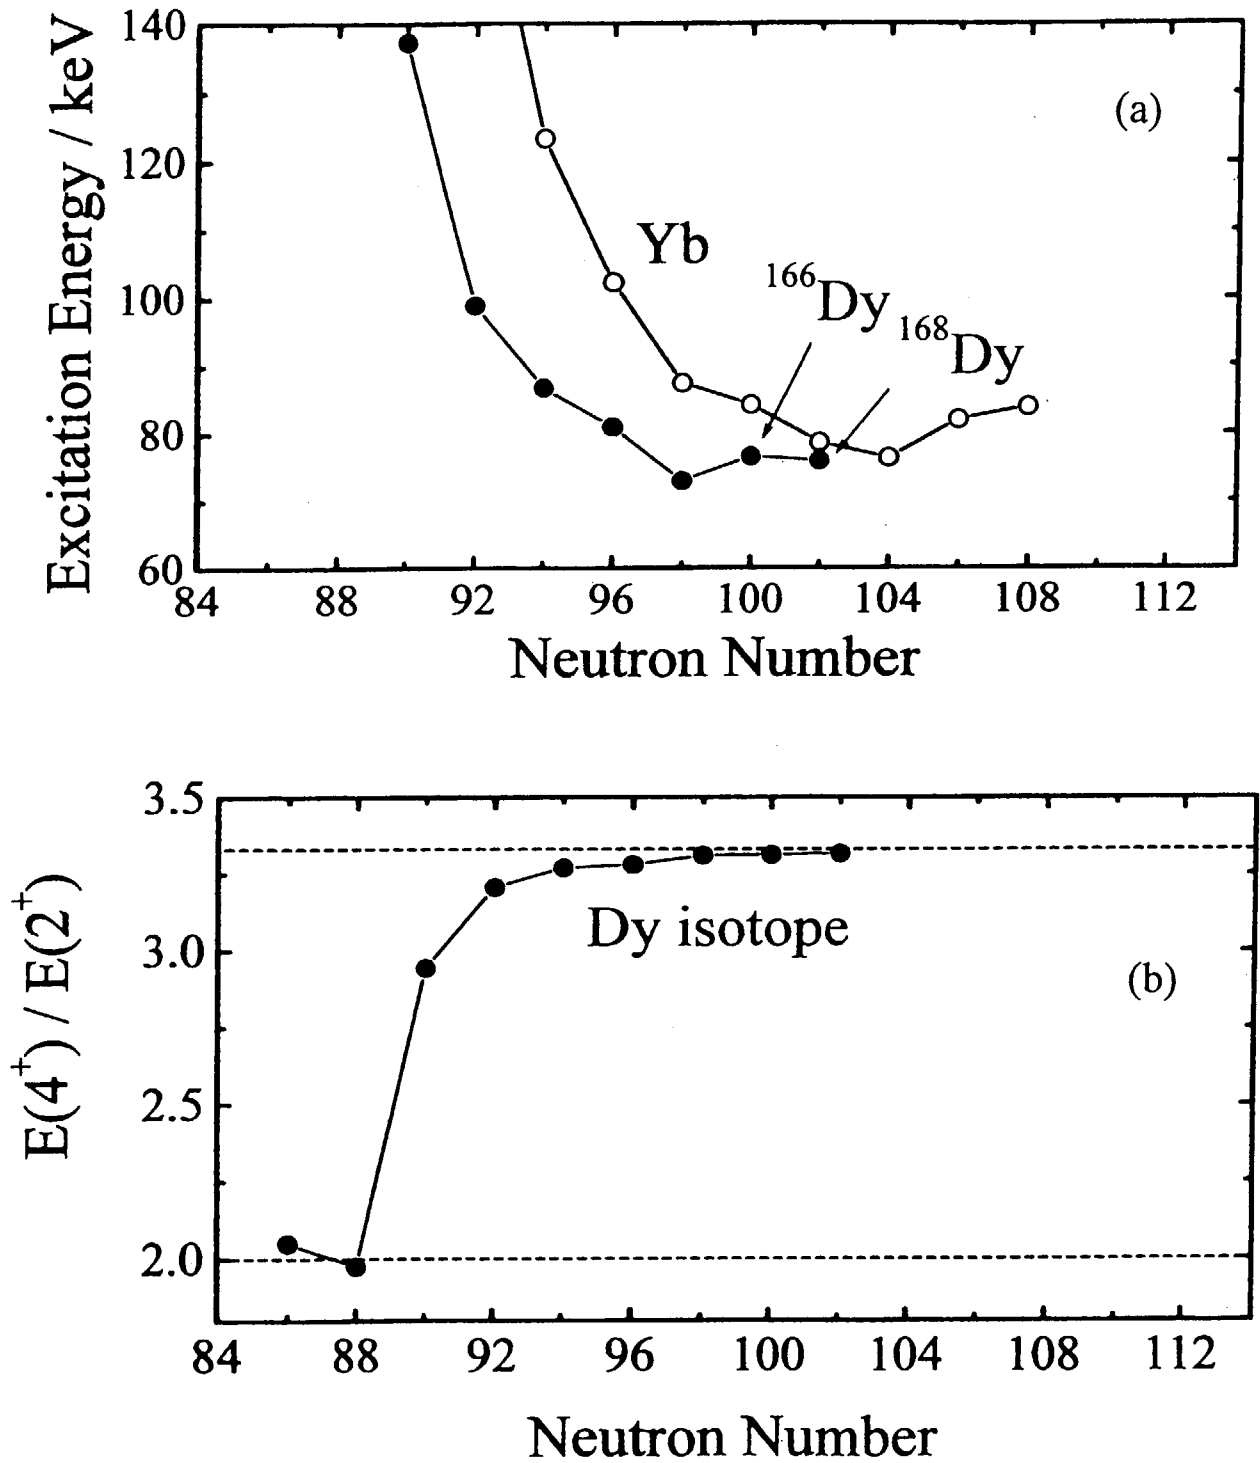 Excitation Energy / keV
140
120
100
80
60
(a)
Yb
¹⁶⁶Dy
¹⁶⁸Dy
84 88 92 96 100 104 108 112
Neutron Number
E(4⁺) / E(2⁺)
3.5
3.0
2.5
2.0
Dy isotope
(b)
84 88 92 96 100 104 108 112
Neutron Number